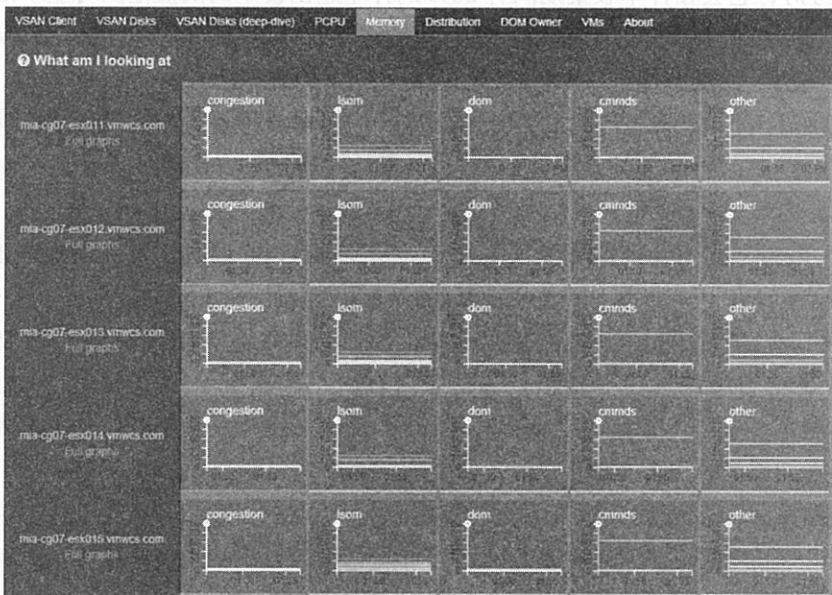 VSAN Client VSAN Disks VSAN Disks (deep-dive) PCPU Memory Distribution DOM Owner VMs About
? What am I looking at
congestion lsom dom cmmds other
mia-cg07-esx011.vmwcs.com
Full graphs
congestion lsom dom cmmds other
mia-cg07-esx012.vmwcs.com
Full graphs
congestion lsom dom cmmds other
mia-cg07-esx013.vmwcs.com
Full graphs
congestion lsom dom cmmds other
mia-cg07-esx014.vmwcs.com
Full graphs
congestion lsom dom cmmds other
mia-cg07-esx015.vmwcs.com
Full graphs